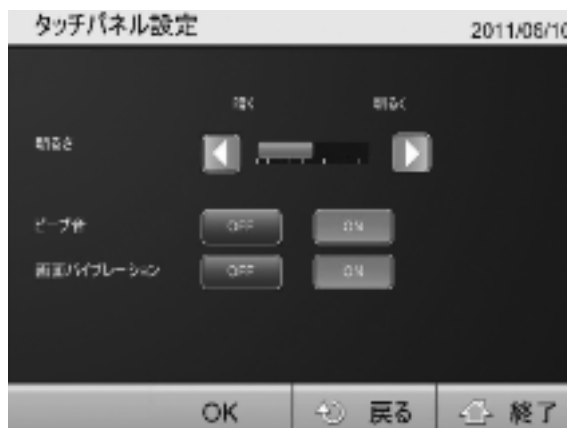 タッチパネル設定 2011/06/10
暗く 明るく
明るさ
ビープ音 OFF ON
画面バイブレーション OFF ON
OK 戻る 終了